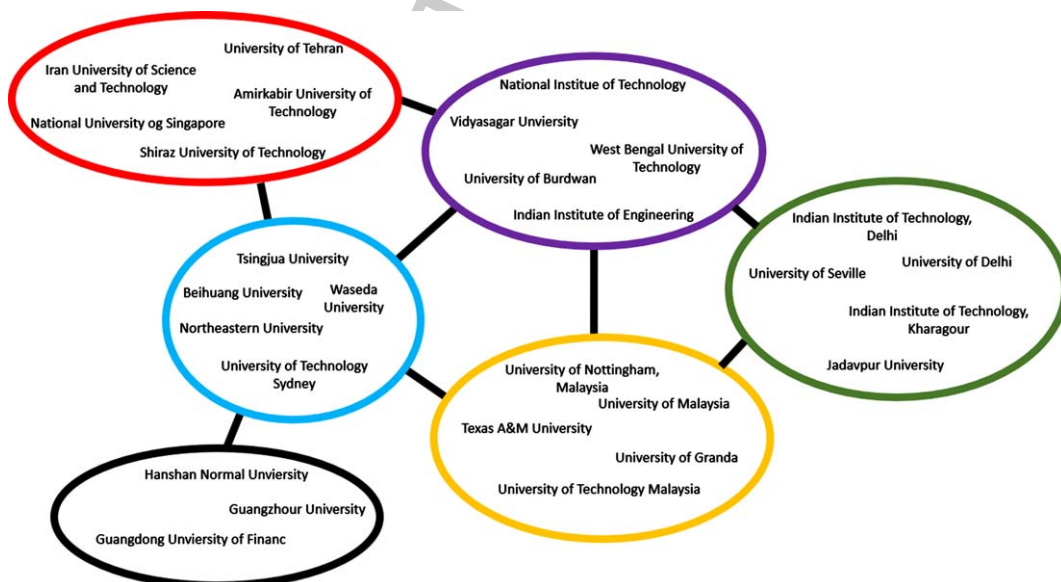 University of Tehran
Iran University of Science
and Technology
Amirkabir University of
Technology
National University og Singapore
Shiraz University of Technology
National Institue of Technology
Vidyasagar Unviersity
West Bengal University of
Technology
University of Burdwan
Indian Institute of Engineering
Indian Institute of Technology,
Delhi
University of Delhi
University of Seville
Indian Institute of Technology,
Kharagour
Jadavpur University
Tsingjua University
Beihuang University
Waseda
University
Northeastern University
University of Technology
Sydney
University of Nottingham,
Malaysia
University of Malaysia
Texas A&M University
University of Granda
University of Technology Malaysia
Hanshan Normal Unviersity
Guangzhour University
Guangdong Unviersity of Financ